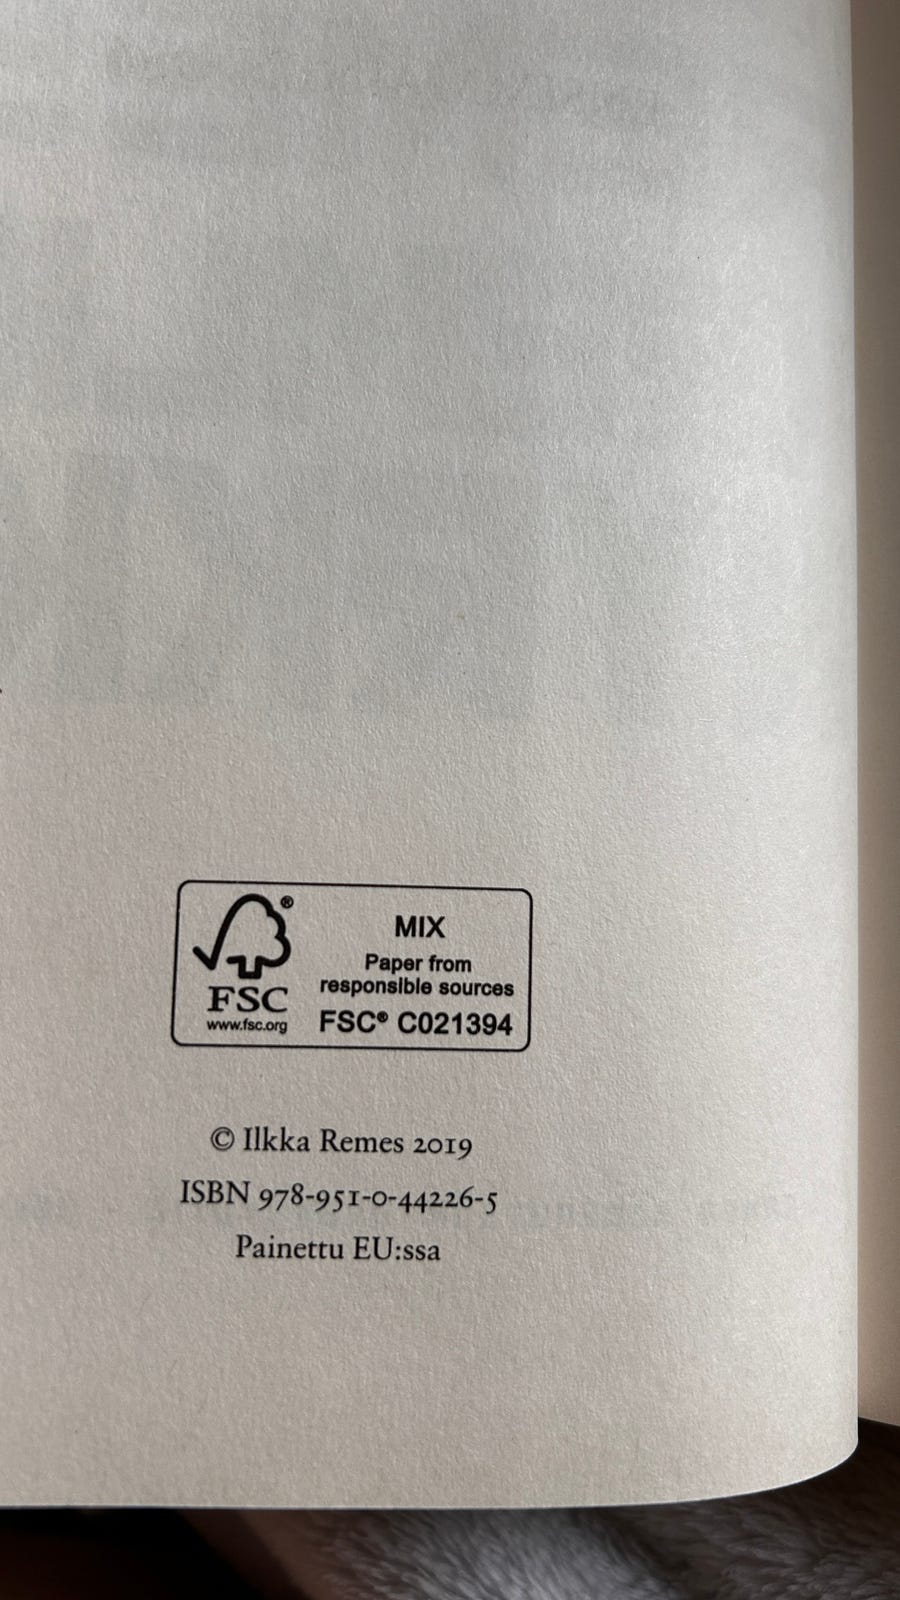 ®
MIX
Paper from
responsible sources
FSC
www.fsc.org
FSC® C021394
© Ilkka Remes 2019
ISBN 978-951-0-44226-5
Painettu EU:ssa